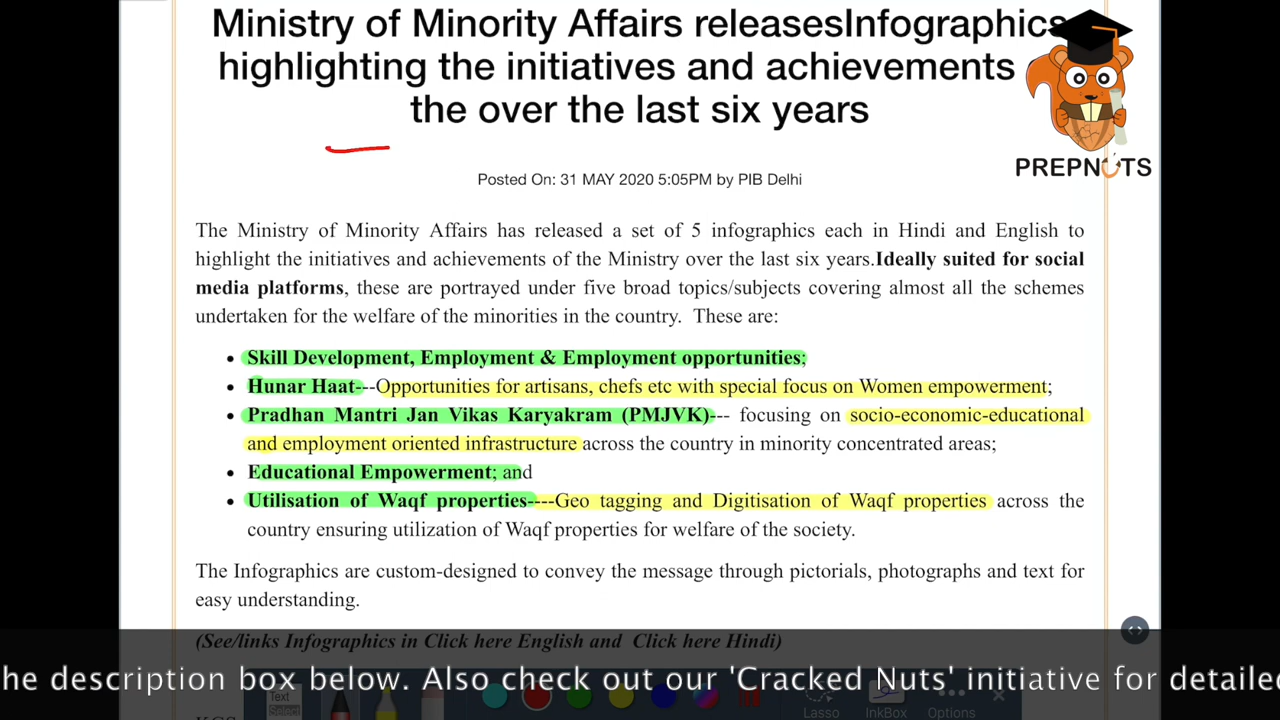 Ministry of Minority Affairs releasesInfographics
highlighting the initiatives and achievements
the over the last six years
PREPNUTS
Posted On: 31 MAY 2020 5:05PM by PIB Delhi
The Ministry of Minority Affairs has released a set of 5 infographics each in Hindi and English to
highlight the initiatives and achievements of the Ministry over the last six years.Ideally suited for social
media platforms, these are portrayed under five broad topics/subjects covering almost all the schemes
undertaken for the welfare of the minorities in the country. These are:
• Skill Development, Employment & Employment opportunities;
• Hunar Haat---Opportunities for artisans, chefs etc with special focus on Women empowerment;
• Pradhan Mantri Jan Vikas Karyakram (PMJVK)--- focusing on socio-economic-educational
and employment oriented infrastructure across the country in minority concentrated areas;
• Educational Empowerment; and
• Utilisation of Waqf properties----Geo tagging and Digitisation of Waqf properties across the
country ensuring utilization of Waqf properties for welfare of the society.
The Infographics are custom-designed to convey the message through pictorials, photographs and text for
easy understanding.
(See/links Infographics in Click here English and Click here Hindi)
he description box below. Also check out our 'Cracked Nuts' initiative for detailed
Text
Lasso
InkBox
Options